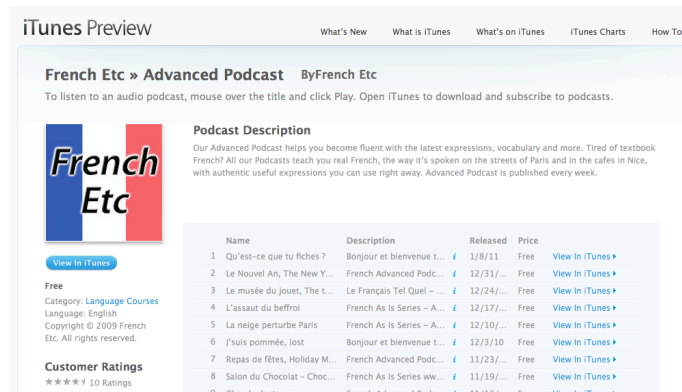 iTunes Preview
What's New What is iTunes What's on iTunes iTunes Charts How To
French Etc » Advanced Podcast ByFrench Etc
To listen to an audio podcast, mouse over the title and click Play. Open iTunes to download and subscribe to podcasts.
French
Etc
Podcast Description
Our Advanced Podcast helps you become fluent with the latest expressions, vocabulary and more. Tired of textbook
French? All our Podcasts teach you real French, the way it's spoken on the streets of Paris and in the cafes in Nice,
with authentic useful expressions you can use right away. Advanced Podcast is published every week.
View In iTunes
Free
Category: Language Courses
Language: English
Copyright © 2009 French
Etc. All rights reserved.
Customer Ratings
10 Ratings
Name Description Released Price
1 Qu'est-ce que tu fiches ? Bonjour et bienvenue t... i 1/8/11 Free View In iTunes
2 Le Nouvel An, The New Y... French Advanced Podc... i 12/31/... Free View In iTunes
3 Le musée du jouet, The t... Le Français Tel Quel – ... i 12/24/... Free View In iTunes
4 L'assaut du beffroi French As Is Series – A... i 12/17/... Free View In iTunes
5 La neige perturbe Paris French As Is Series – A... i 12/10/... Free View In iTunes
6 J'suis pommée, lost Bonjour et bienvenue t... i 12/3/10 Free View In iTunes
7 Repas de fêtes, Holiday M... French Advanced Podc... i 11/23/... Free View In iTunes
8 Salon du Chocolat – Choc... French As Is Series ww... i 11/19/... Free View In iTunes